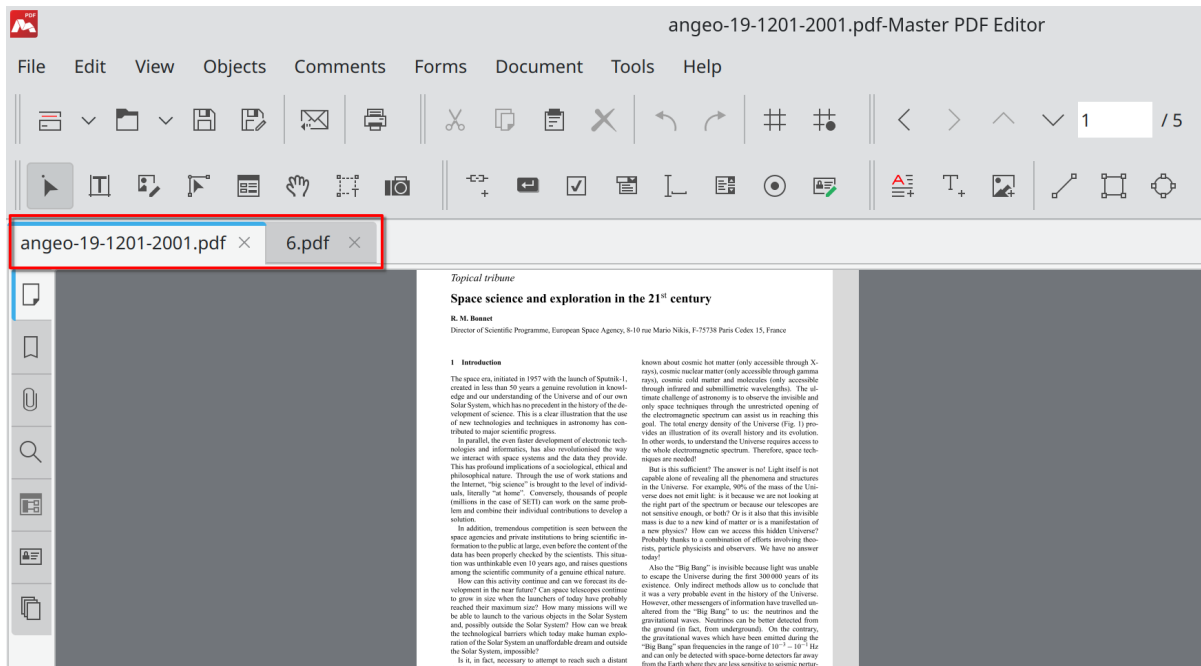 PDF
angeo-19-1201-2001.pdf-Master PDF Editor
File Edit View Objects Comments Forms Document Tools Help
1 / 5
angeo-19-1201-2001.pdf 6.pdf
Topical tribune
Space science and exploration in the 21st century
R. M. Bonnet
Director of Scientific Programme, European Space Agency, 8-10 rue Mario Nikis, F-75738 Paris Cedex 15, France
1 Introduction
The space era, initiated in 1957 with the launch of Sputnik-1,
created in less than 50 years a genuine revolution in knowl-
edge and our understanding of the Universe and of our own
Solar System, which has no precedent in the history of the de-
velopment of science. This is a clear illustration that the use
of new technologies and techniques in astronomy has con-
tributed to major scientific progress.
In parallel, the even faster development of electronic tech-
nologies and informatics, has also revolutionised the way
we interact with space systems and the data they provide.
This has profound implications of a sociological, ethical and
philosophical nature. Through the use of work stations and
the Internet, "big science" is brought to the level of individ-
uals, literally "at home". Conversely, thousands of people
(millions in the case of SETI) can work on the same prob-
lem and combine their individual contributions to develop a
solution.
In addition, tremendous competition is seen between the
space agencies and private institutions to bring scientific in-
formation to the public at large, even before the content of the
data has been properly checked by the scientists. This situa-
tion was unthinkable even 10 years ago, and raises questions
among the scientific community of a genuine ethical nature.
How can this activity continue and can we forecast its de-
velopment in the near future? Can space telescopes continue
to grow in size when the launchers of today have probably
reached their maximum size? How many missions will we
be able to launch to the various objects in the Solar System
and, possibly outside the Solar System? How can we break
the technological barriers which today make human explo-
ration of the Solar System an unaffordable dream and outside
the Solar System, impossible?
Is it, in fact, necessary to attempt to reach such a distant
known about cosmic hot matter (only accessible through X-
rays), cosmic nuclear matter (only accessible through gamma
rays), cosmic cold matter and molecules (only accessible
through infrared and submillimetric wavelengths). The ul-
timate challenge of astronomy is to observe the invisible and
only space techniques through the unrestricted opening of
the electromagnetic spectrum can assist us in reaching this
goal. The total energy density of the Universe (Fig. 1) pro-
vides an illustration of its overall history and its evolution.
In other words, to understand the Universe requires access to
the whole electromagnetic spectrum. Therefore, space tech-
niques are needed!
But is this sufficient? The answer is no! Light itself is not
capable alone of revealing all the phenomena and structures
in the Universe. For example, 90% of the mass of the Uni-
verse does not emit light: is it because we are not looking at
the right part of the spectrum or because our telescopes are
not sensitive enough, or both? Or is it also that this invisible
mass is due to a new kind of matter or is a manifestation of
a new physics? How can we access this hidden Universe?
Probably thanks to a combination of efforts involving theo-
rists, particle physicists and observers. We have no answer
today!
Also the "Big Bang" is invisible because light was unable
to escape the Universe during the first 300 000 years of its
existence. Only indirect methods allow us to conclude that
it was a very probable event in the history of the Universe.
However, other messengers of information have travelled un-
altered from the "Big Bang" to us: the neutrinos and the
gravitational waves. Neutrinos can be better detected from
the ground (in fact, from underground). On the contrary,
the gravitational waves which have been emitted during the
"Big Bang" span frequencies in the range of 10⁻³ – 10⁻¹ Hz
and can only be detected with space-borne detectors far away
from the Earth where they are less sensitive to seismic pertur-